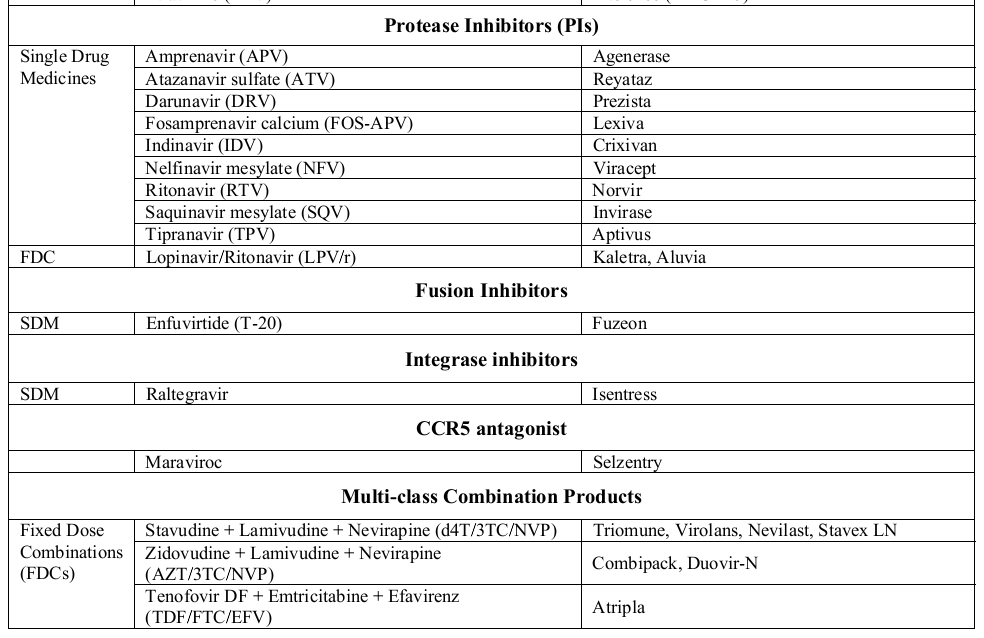 Protease Inhibitors (PIs)
Single Drug Medicines
Amprenavir (APV) Agenerase
Atazanavir sulfate (ATV) Reyataz
Darunavir (DRV) Prezista
Fosamprenavir calcium (FOS-APV) Lexiva
Indinavir (IDV) Crixivan
Nelfinavir mesylate (NFV) Viracept
Ritonavir (RTV) Norvir
Saquinavir mesylate (SQV) Invirase
Tipranavir (TPV) Aptivus
FDC Lopinavir/Ritonavir (LPV/r) Kaletra, Aluvia
Fusion Inhibitors
SDM Enfuvirtide (T-20) Fuzeon
Integrase inhibitors
SDM Raltegravir Isentress
CCR5 antagonist
Maraviroc Selzentry
Multi-class Combination Products
Fixed Dose
Combinations
(FDCs)
Stavudine + Lamivudine + Nevirapine (d4T/3TC/NVP) Triomune, Virolans, Nevilast, Stavex LN
Zidovudine + Lamivudine + Nevirapine
(AZT/3TC/NVP)
Combipack, Duovir-N
Tenofovir DF + Emtricitabine + Efavirenz
(TDF/FTC/EFV)
Atripla